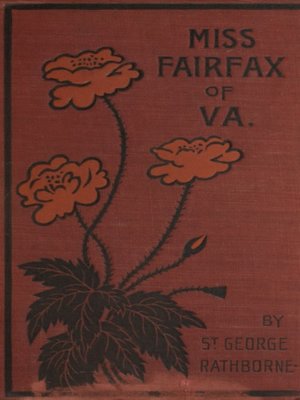 MISS
FAIRFAX
OF
VA.
BY
ST GEORGE
RATHBORNE